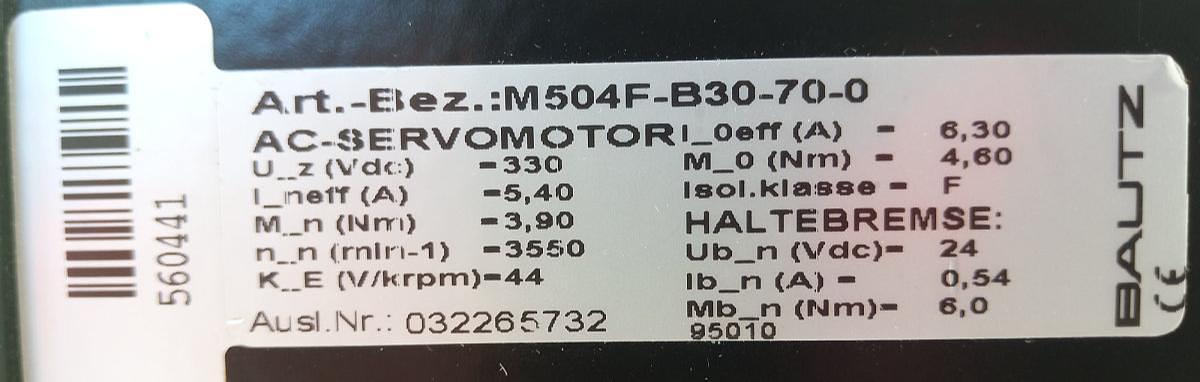 Art.-Bez.:M504F-B30-70-0
AC-SERVOMOTOR
U_z (Vdc) =330
I_neff (A) =5,40
M_n (Nm) =3,90
n_n (min-1) =3550
K_E (V/krpm)=44
Ausl.Nr.: 032265732
I_0eff (A) = 6,30
M_0 (Nm) = 4,60
Isol.klasse = F
HALTEBREMSE:
Ub_n (Vdc)= 24
Ib_n (A) = 0,54
Mb_n (Nm)= 6,0
95010
560441
BAUTZ
CE